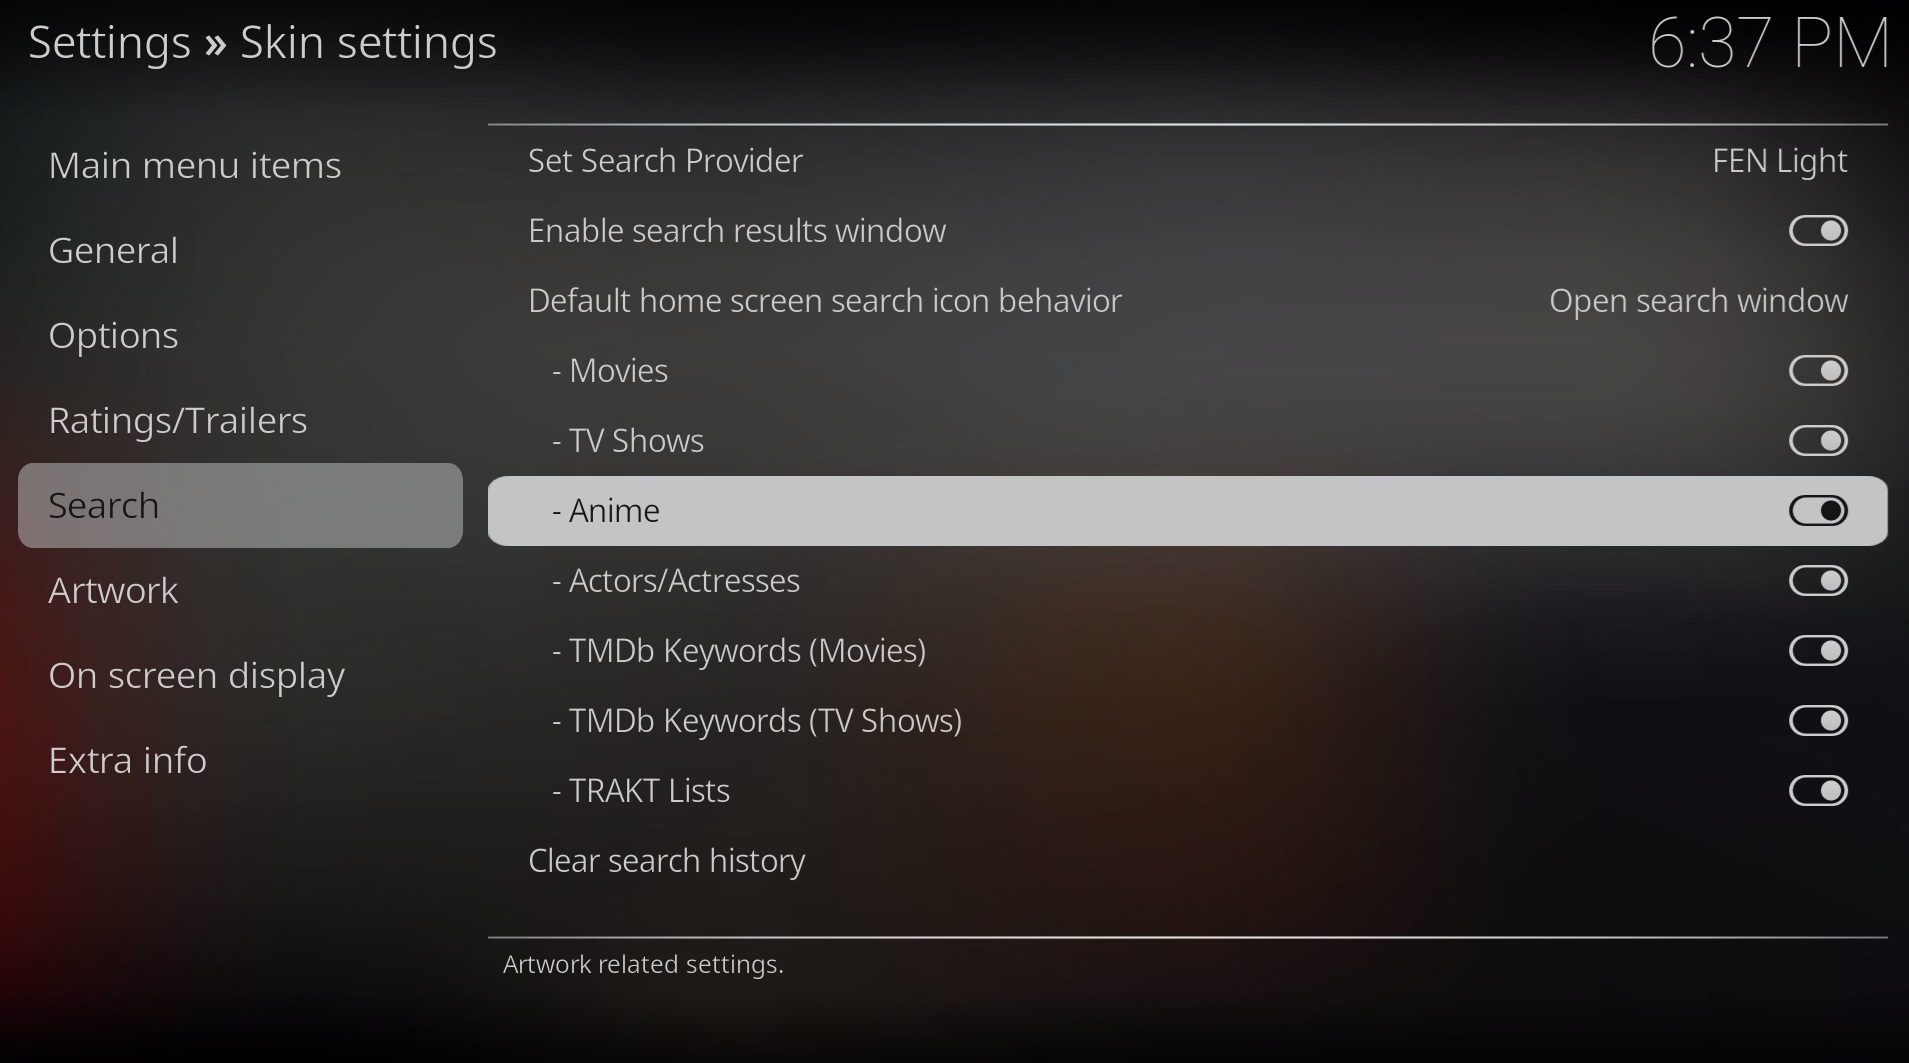 Settings » Skin settings
6:37 PM
Main menu items
General
Options
Ratings/Trailers
Search
Artwork
On screen display
Extra info
Set Search Provider FEN Light
Enable search results window
Default home screen search icon behavior Open search window
- Movies
- TV Shows
- Anime
- Actors/Actresses
- TMDb Keywords (Movies)
- TMDb Keywords (TV Shows)
- TRAKT Lists
Clear search history
Artwork related settings.